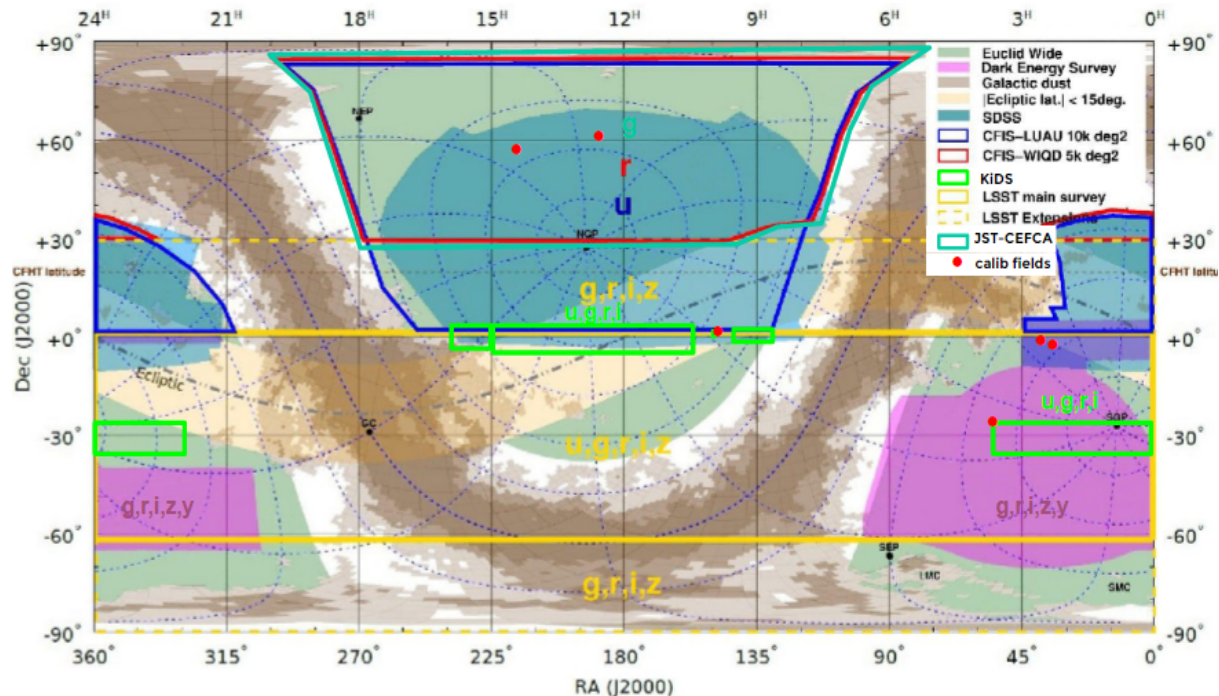 24ᴴ 21ᴴ 18ᴴ 15ᴴ 12ᴴ 9ᴴ 6ᴴ 3ᴴ 0ᴴ
+90° +90°
Euclid Wide
Dark Energy Survey
Galactic dust
|Ecliptic lat.| < 15deg.
SDSS
CFIS-LUAU 10k deg2
CFIS-WIQD 5k deg2
KiDS
LSST main survey
LSST Extensions
JST-CEFCA
calib fields
NEP
g
+60° +60°
r
u
NGP
+30° +30°
CFHT latitude CFHT latitu
g,r,i,z
u,g,r,i
+0° +0°
Dec (J2000)
Ecliptic
u,g,r,i
GC
u,g,r,i,z
SGP
-30° -30°
g,r,i,z,y g,r,i,z,y
-60° -60°
SEP
g,r,i,z
LMC
SMC
-90° -90°
360 315 270 225 180 135 90 45 0
RA (J2000)